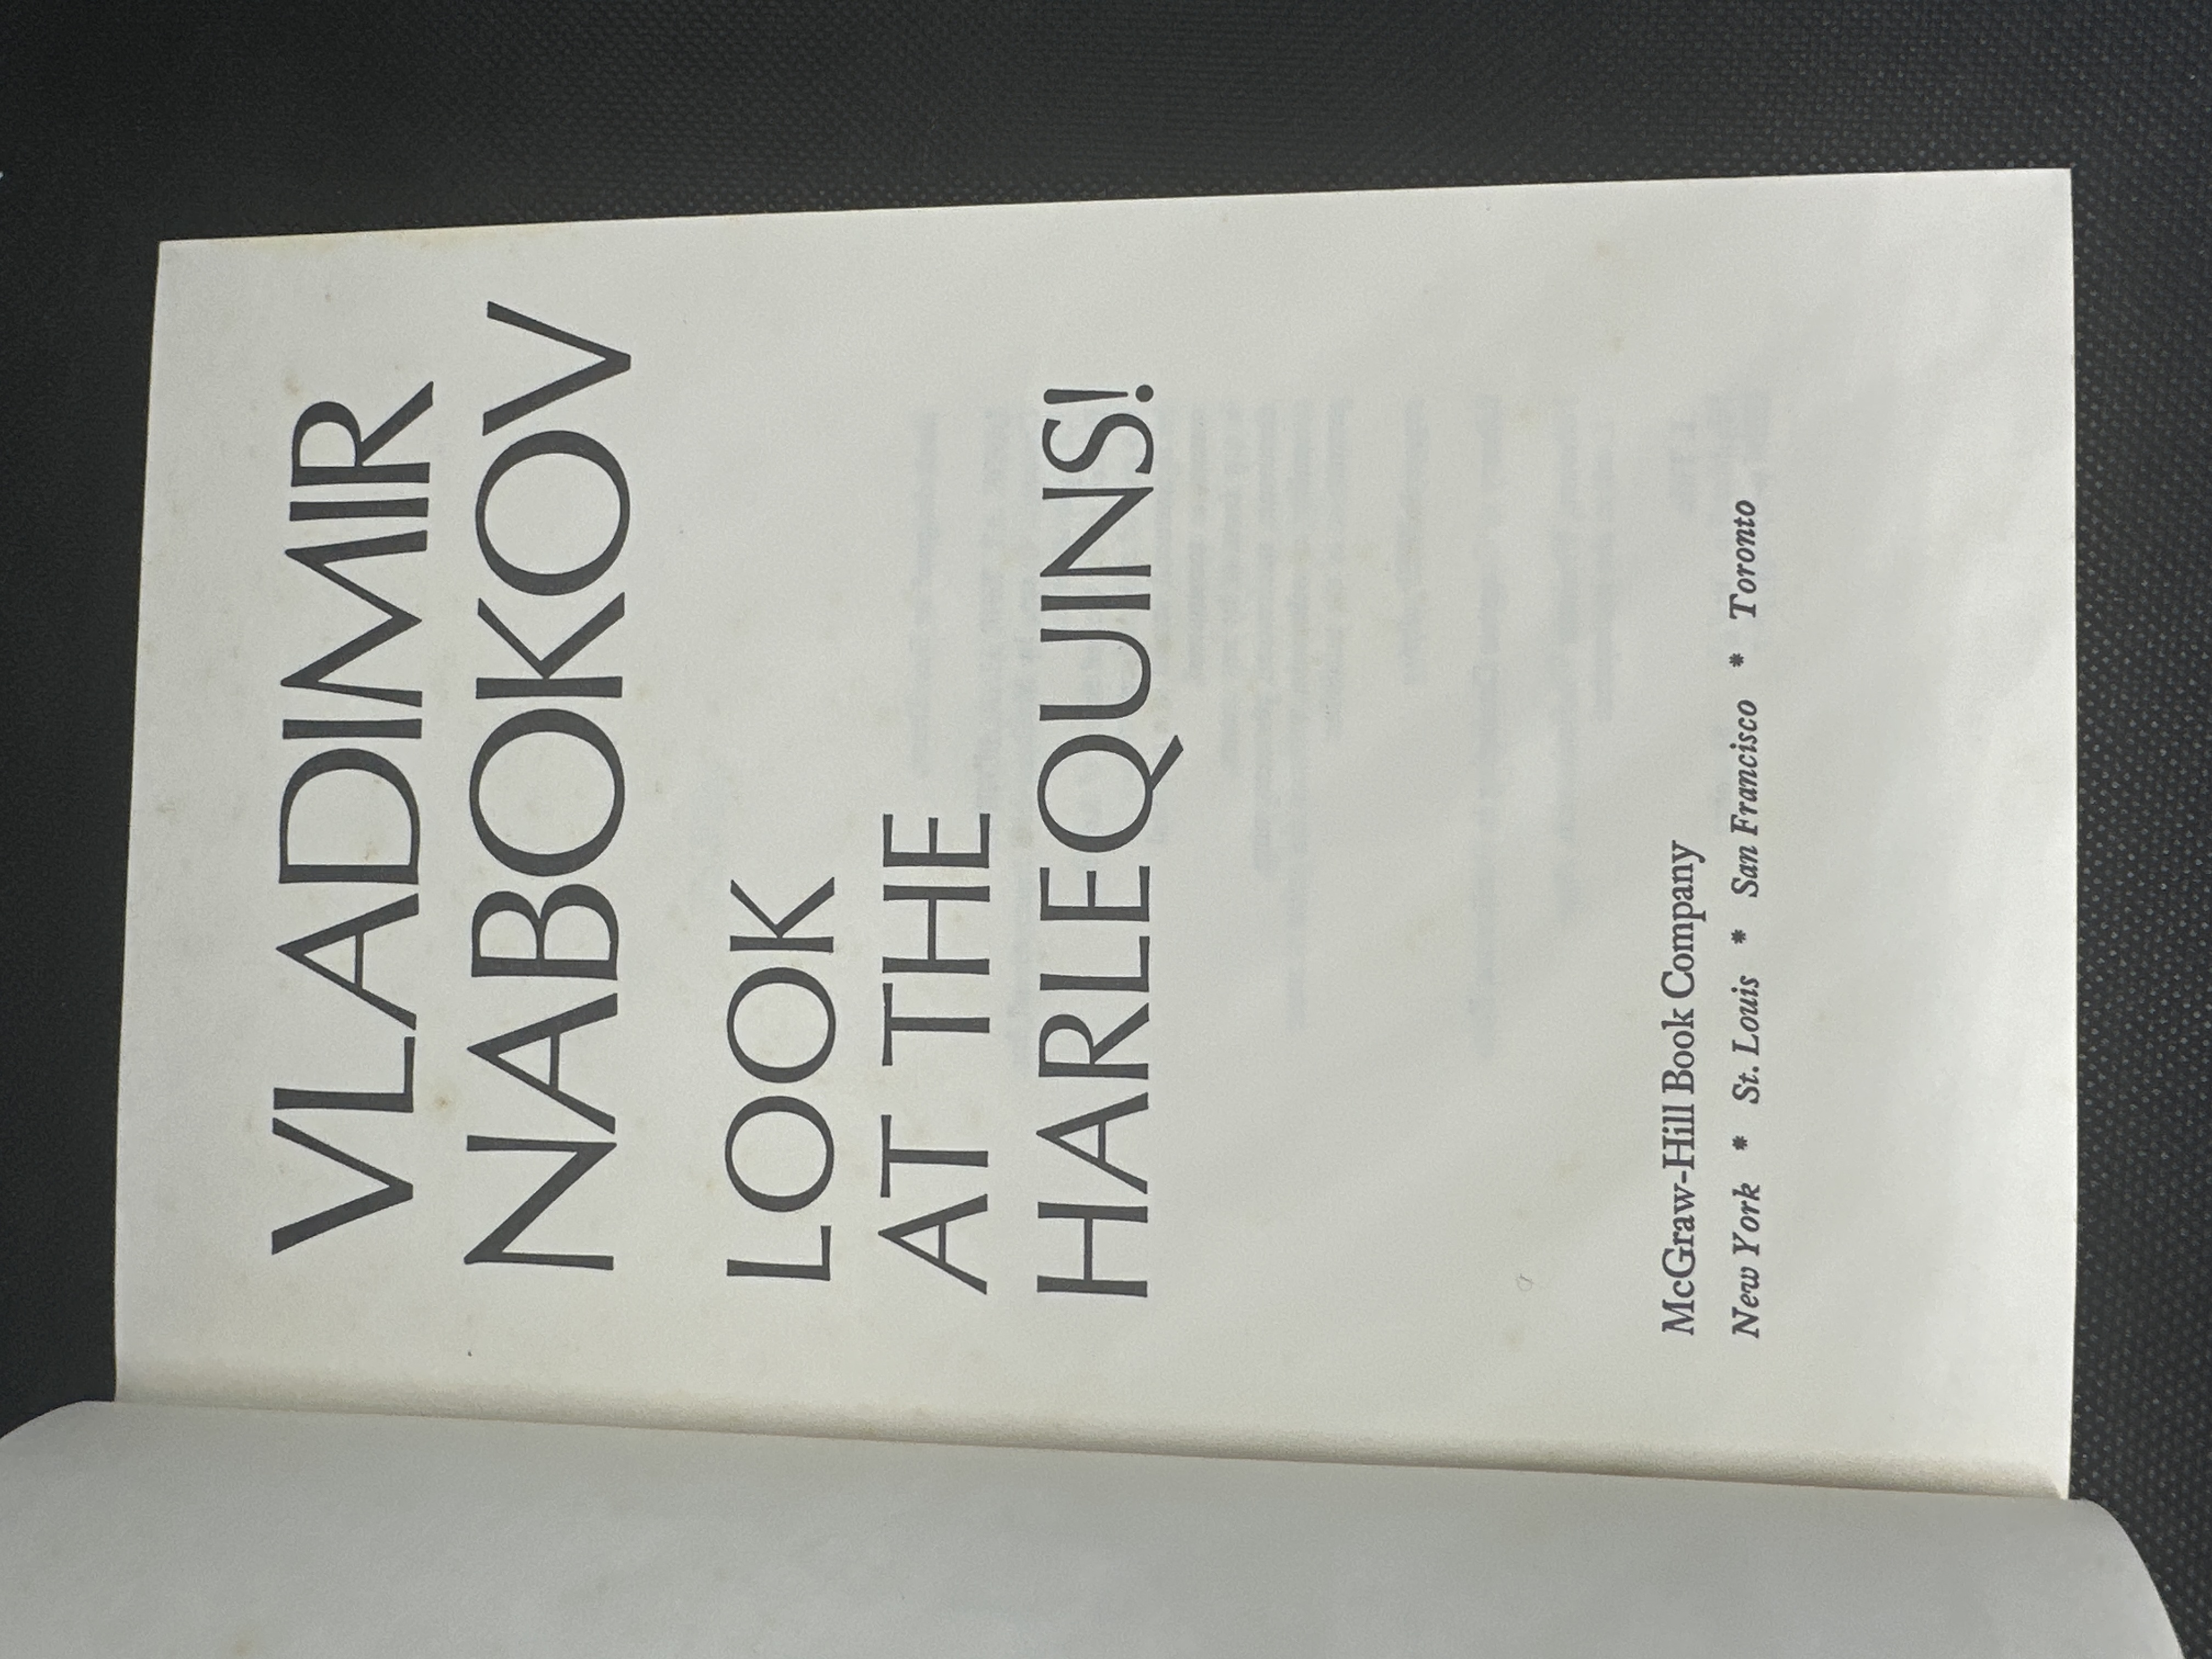 VLADIMIR
NABOKOV
LOOK
AT THE
HARLEQUINS!
McGraw-Hill Book Company
New York * St. Louis * San Francisco * Toronto